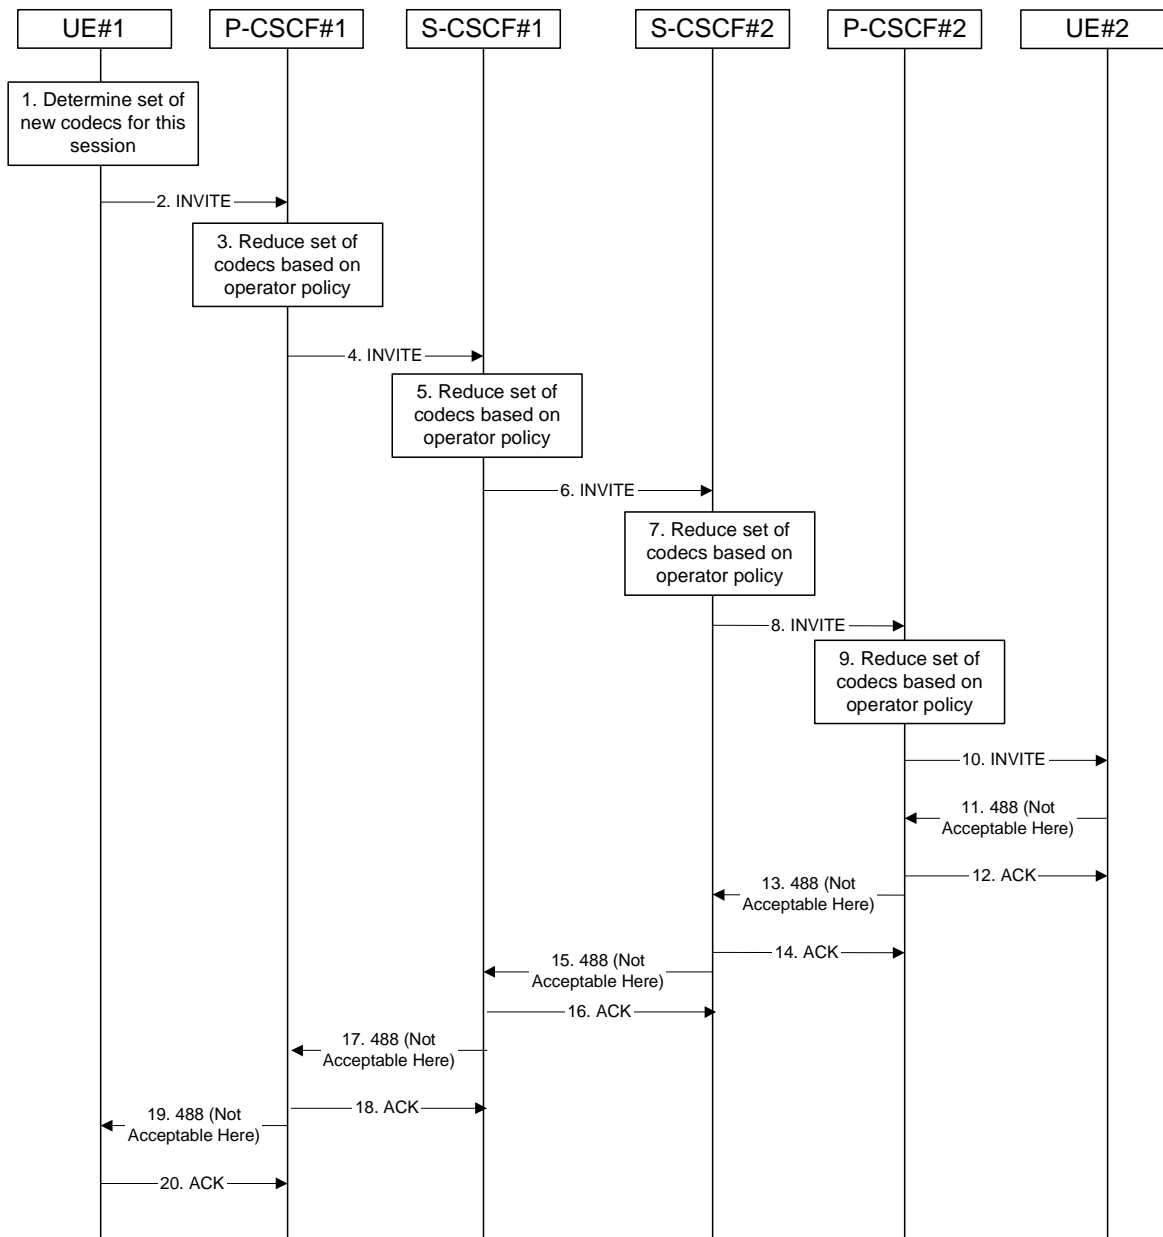 UE#1
P-CSCF#1
S-CSCF#1
S-CSCF#2
P-CSCF#2
UE#2
1. Determine set of
new codecs for this
session
2. INVITE
3. Reduce set of
codecs based on
operator policy
4. INVITE
5. Reduce set of
codecs based on
operator policy
6. INVITE
7. Reduce set of
codecs based on
operator policy
8. INVITE
9. Reduce set of
codecs based on
operator policy
10. INVITE
11. 488 (Not
Acceptable Here)
12. ACK
13. 488 (Not
Acceptable Here)
14. ACK
15. 488 (Not
Acceptable Here)
16. ACK
17. 488 (Not
Acceptable Here)
18. ACK
19. 488 (Not
Acceptable Here)
20. ACK